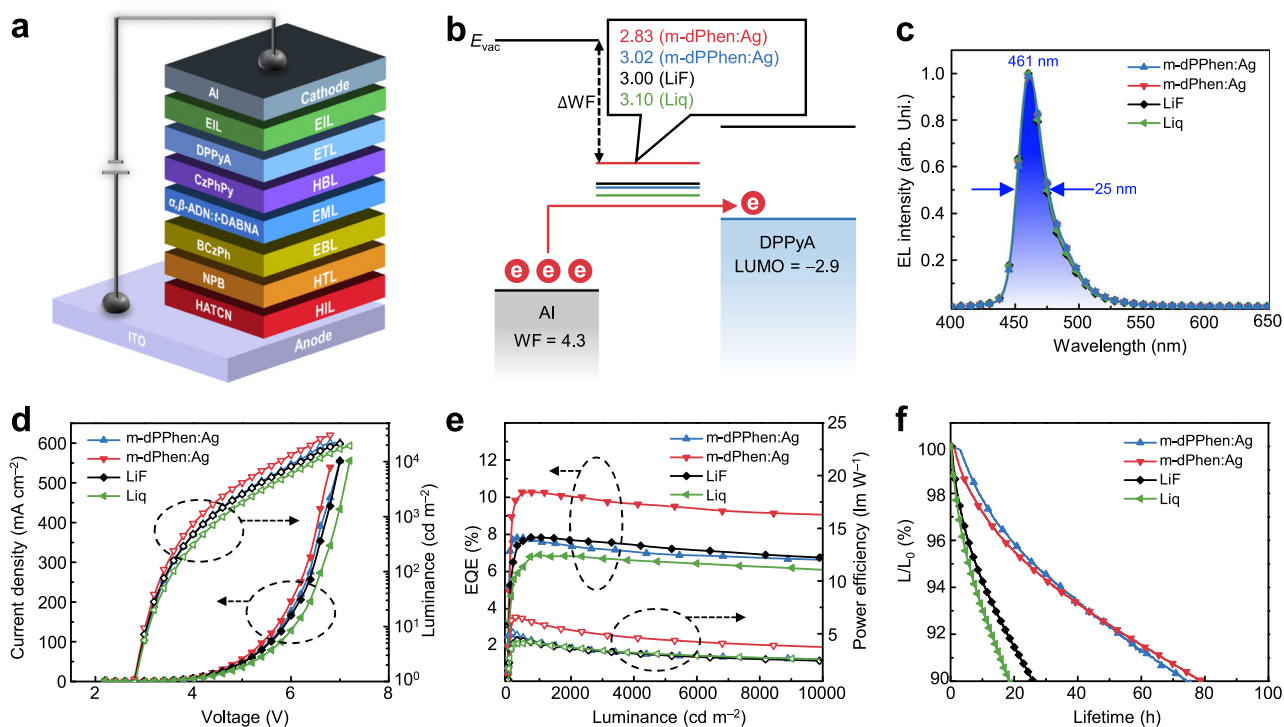 a
Al
Cathode
EIL
EIL
DPPyA
ETL
CzPhPy
HBL
α,β-ADN:t-DABNA
EML
BCzPh
EBL
NPB
HTL
HATCN
HIL
ITO
Anode
b
Evac
ΔWF
2.83 (m-dPhen:Ag)
3.02 (m-dPPhen:Ag)
3.00 (LiF)
3.10 (Liq)
e
e e e
Al
WF = 4.3
DPPyA
LUMO = –2.9
c
461 nm
25 nm
m-dPPhen:Ag
m-dPhen:Ag
LiF
Liq
EL intensity (arb. Uni.)
1.0
0.8
0.6
0.4
0.2
400 450 500 550 600 650
Wavelength (nm)
d
m-dPPhen:Ag
m-dPhen:Ag
LiF
Liq
Current density (mA cm–2)
600
500
400
300
200
100
0
Luminance (cd m–2)
10⁴
10³
10²
10¹
10⁰
2 4 6 8
Voltage (V)
e
m-dPPhen:Ag
m-dPhen:Ag
LiF
Liq
EQE (%)
12
10
8
6
4
2
Power efficiency (lm W–1)
25
20
15
10
5
0
0 2000 4000 6000 8000 10000
Luminance (cd m–2)
f
m-dPPhen:Ag
m-dPhen:Ag
LiF
Liq
L/L0 (%)
100
98
96
94
92
90
0 20 40 60 80 100
Lifetime (h)